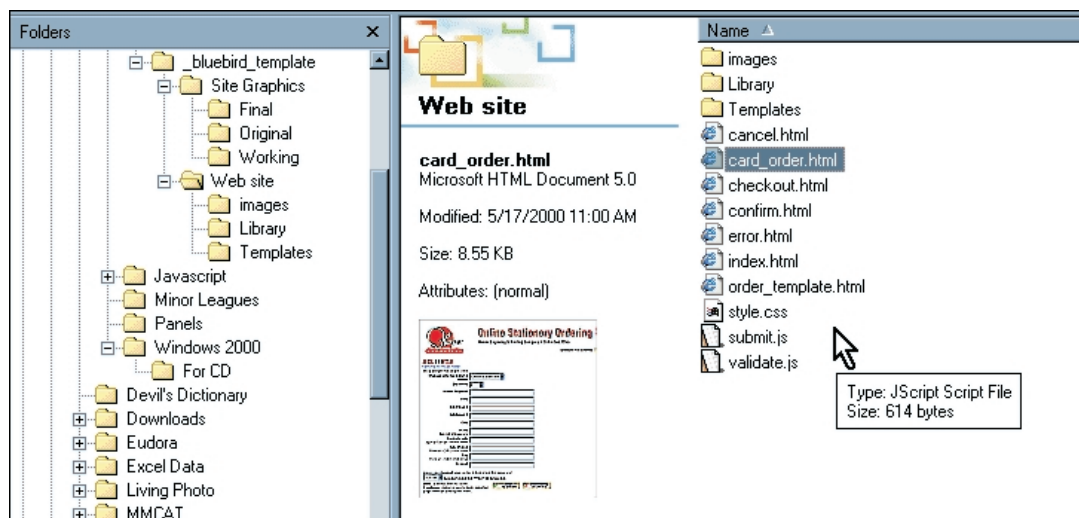 Folders
_bluebird_template
Site Graphics
Final
Original
Working
Web site
images
Library
Templates
Javascript
Minor Leagues
Panels
Windows 2000
For CD
Devil's Dictionary
Downloads
Eudora
Excel Data
Living Photo
MMCAT
Web site
card_order.html
Microsoft HTML Document 5.0
Modified: 5/17/2000 11:00 AM
Size: 8.55 KB
Attributes: (normal)
Online Stationary Ordering
Name
images
Library
Templates
cancel.html
card_order.html
checkout.html
confirm.html
error.html
index.html
order_template.html
style.css
submit.js
validate.js
Type: JScript Script File
Size: 614 bytes